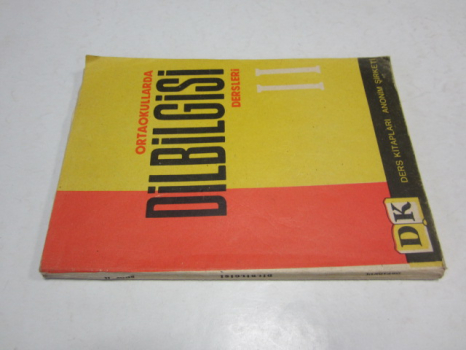 ORTAOKULLARDA
DİLBİLGİSİ
DERSLERİ
II
DK
DERS KİTAPLARI ANONİM ŞİRKETİ